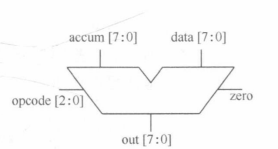 accum [7:0] data [7:0]
opcode [2:0] zero
out [7:0]